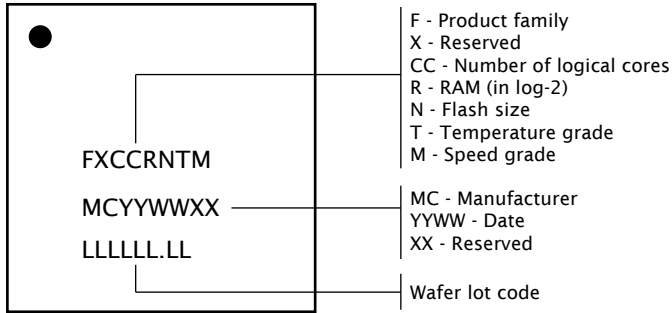 F - Product family
X - Reserved
CC - Number of logical cores
R - RAM (in log-2)
N - Flash size
T - Temperature grade
M - Speed grade
FXCCRNTM
MCYYWWXX
MC - Manufacturer
YYWW - Date
XX - Reserved
LLLLLL.LL
Wafer lot code